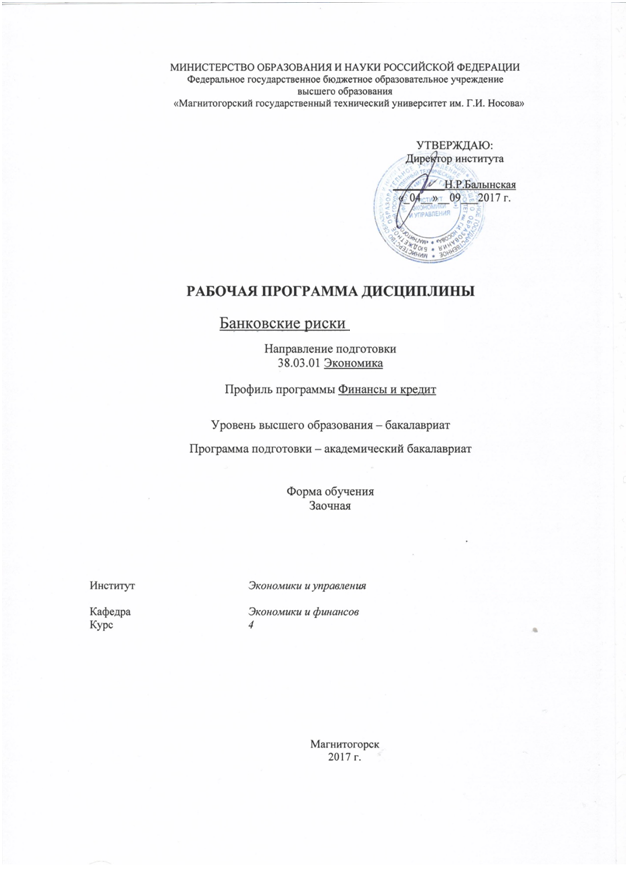 МИНИСТЕРСТВО ОБРАЗОВАНИЯ И НАУКИ РОССИЙСКОЙ ФЕДЕРАЦИИ
Федеральное государственное бюджетное образовательное учреждение
высшего образования
«Магнитогорский государственный технический университет им. Г.И. Носова»
УТВЕРЖДАЮ:
Директор института
Н.Р.Балынская
«_04__»__09___2017 г.
И УПРАВЛЕНИЯ
РАБОЧАЯ ПРОГРАММА ДИСЦИПЛИНЫ
Банковские риски
Направление подготовки
38.03.01 Экономика
Профиль программы Финансы и кредит
Уровень высшего образования – бакалавриат
Программа подготовки – академический бакалавриат
Форма обучения
Заочная
Институт Экономики и управления
Кафедра Экономики и финансов
Курс 4
Магнитогорск
2017 г.